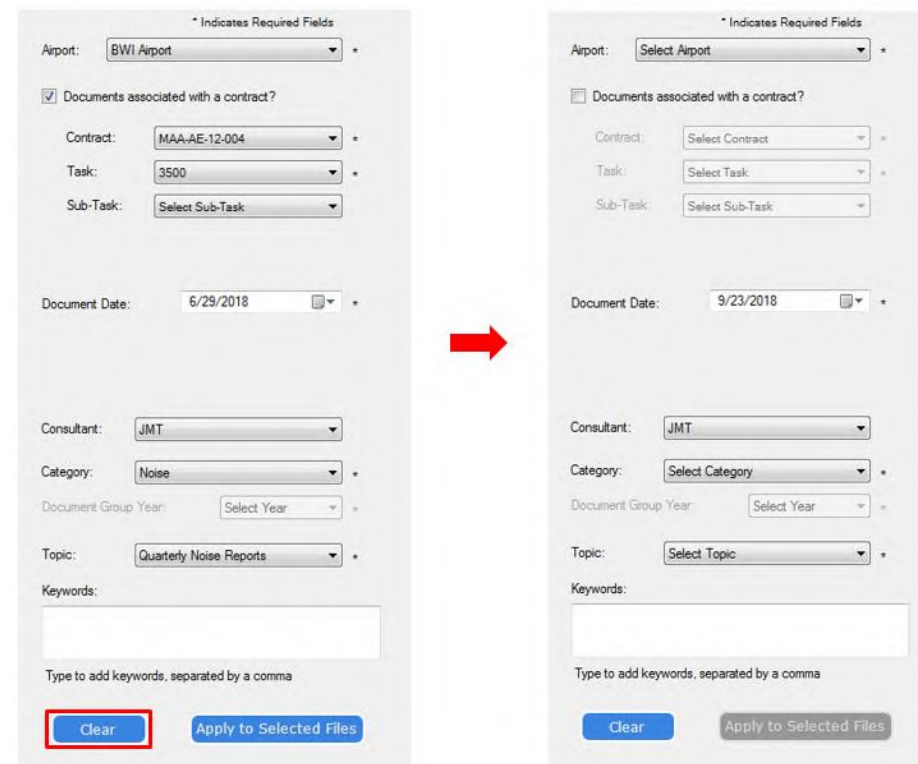 * Indicates Required Fields
Airport: BWI Airport *
Documents associated with a contract?
Contract: MAA-AE-12-004 *
Task: 3500 *
Sub-Task: Select Sub-Task
Document Date: 6/29/2018 *
Consultant: JMT
Category: Noise *
Document Group Year: Select Year *
Topic: Quarterly Noise Reports *
Keywords:
Type to add keywords, separated by a comma
Clear Apply to Selected Files
* Indicates Required Fields
Airport: Select Airport *
Documents associated with a contract?
Contract: Select Contract *
Task: Select Task *
Sub-Task: Select Sub-Task
Document Date: 9/23/2018 *
Consultant: JMT
Category: Select Category *
Document Group Year: Select Year *
Topic: Select Topic *
Keywords:
Type to add keywords, separated by a comma
Clear Apply to Selected Files